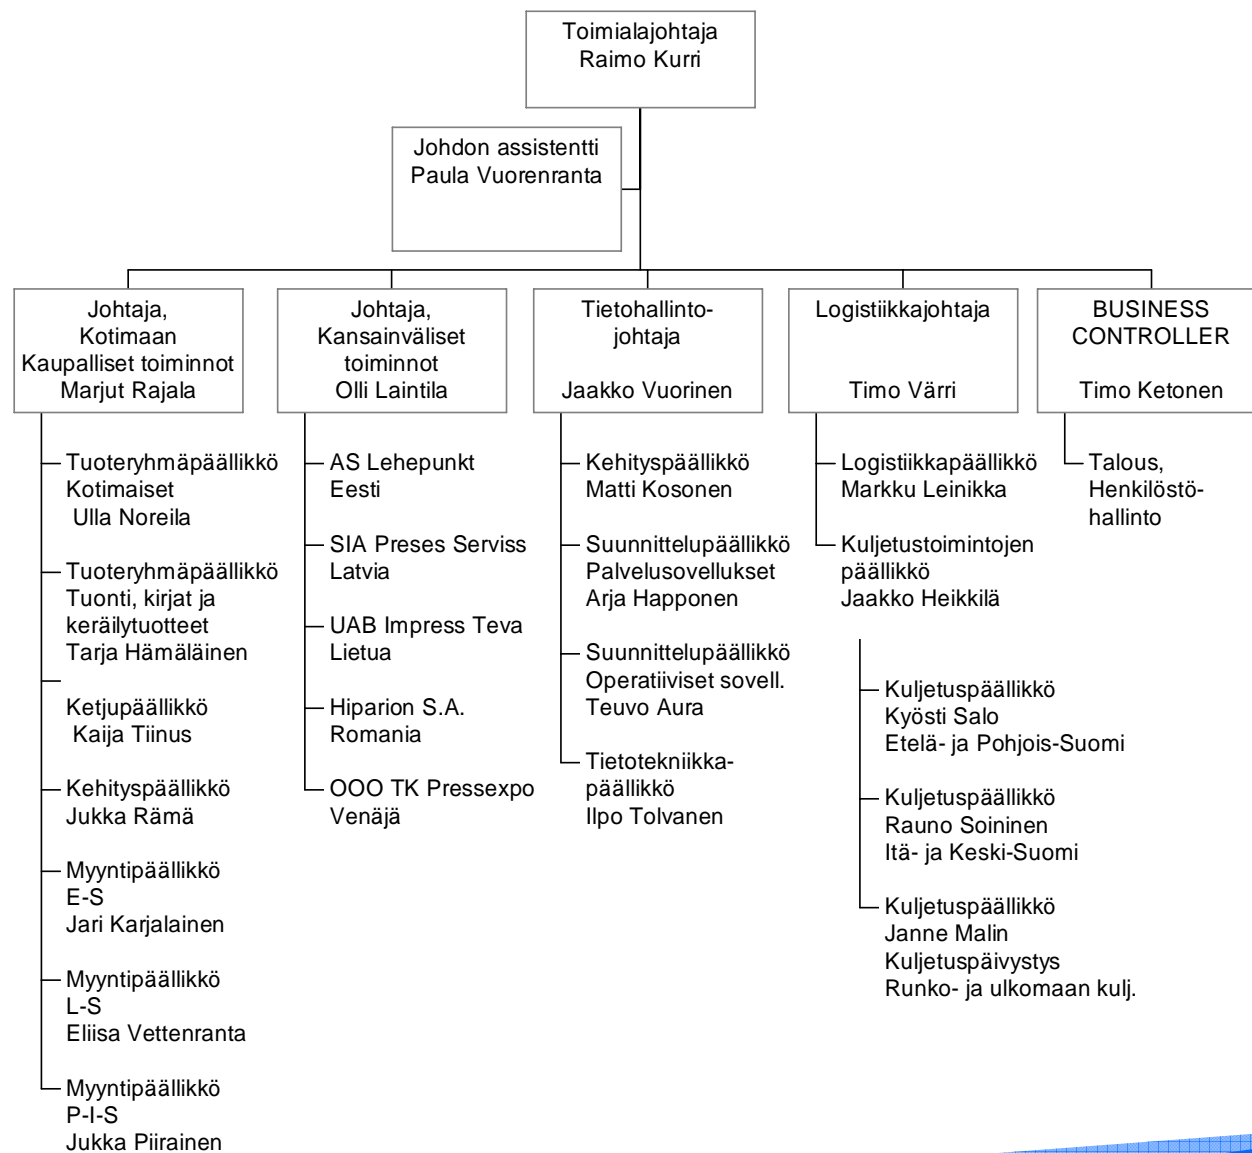 Toimialajohtaja
Raimo Kurri
Johdon assistentti
Paula Vuorenranta
Johtaja,
Kotimaan
Kaupalliset toiminnot
Marjut Rajala
Johtaja,
Kansainväliset
toiminnot
Olli Laintila
Tietohallinto-
johtaja
Jaakko Vuorinen
Logistiikkajohtaja
Timo Värri
BUSINESS
CONTROLLER
Timo Ketonen
Tuoteryhmäpäällikkö
Kotimaiset
Ulla Noreila
Tuoteryhmäpäällikkö
Tuonti, kirjat ja
keräilytuotteet
Tarja Hämäläinen
Ketjupäällikkö
Kaija Tiinus
Kehityspäällikkö
Jukka Rämä
Myyntipäällikkö
E-S
Jari Karjalainen
Myyntipäällikkö
L-S
Eliisa Vettenranta
Myyntipäällikkö
P-I-S
Jukka Piirainen
AS Lehepunkt
Eesti
SIA Preses Serviss
Latvia
UAB Impress Teva
Lietua
Hiparion S.A.
Romania
OOO TK Pressexpo
Venäjä
Kehityspäällikkö
Matti Kosonen
Suunnittelupäällikkö
Palvelusovellukset
Arja Happonen
Suunnittelupäällikkö
Operatiiviset sovell.
Teuvo Aura
Tietotekniikka-
päällikkö
Ilpo Tolvanen
Logistiikkapäällikkö
Markku Leinikka
Kuljetustoimintojen
päällikkö
Jaakko Heikkilä
Kuljetuspäällikkö
Kyösti Salo
Etelä- ja Pohjois-Suomi
Kuljetuspäällikkö
Rauno Soininen
Itä- ja Keski-Suomi
Kuljetuspäällikkö
Janne Malin
Kuljetuspäivystys
Runko- ja ulkomaan kulj.
Talous,
Henkilöstö-
hallinto